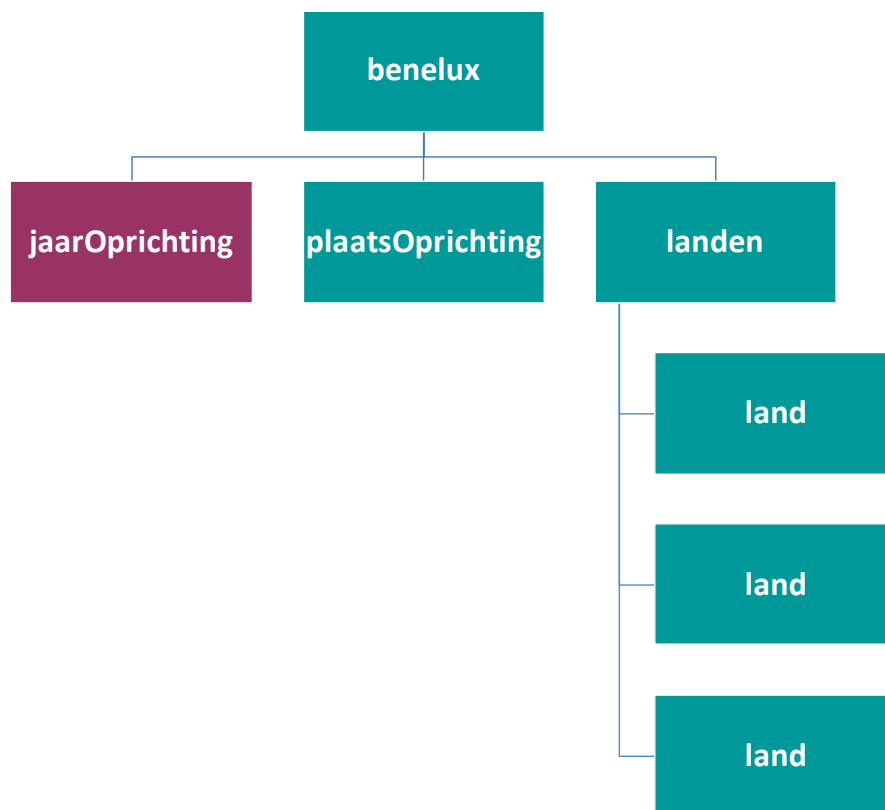 benelux
jaarOprichting
plaatsOprichting
landen
land
land
land